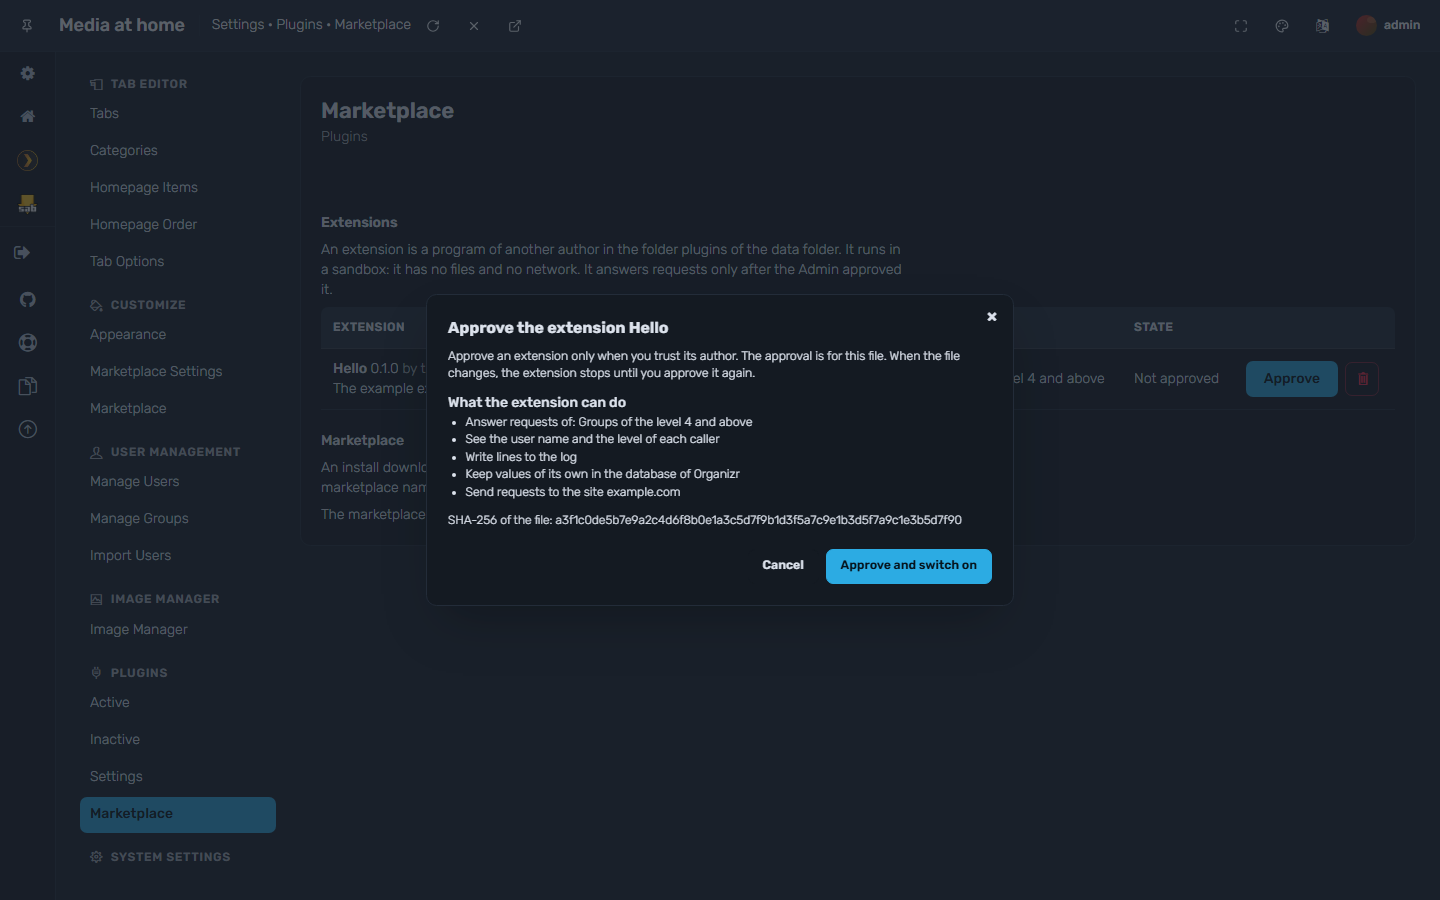 Media at home
Settings • Plugins • Marketplace
admin
TAB EDITOR
Tabs
Categories
Homepage Items
Homepage Order
Tab Options
CUSTOMIZE
Appearance
Marketplace Settings
Marketplace
USER MANAGEMENT
Manage Users
Manage Groups
Import Users
IMAGE MANAGER
Image Manager
PLUGINS
Active
Inactive
Settings
Marketplace
SYSTEM SETTINGS
sab
Marketplace
Plugins
Extensions
An extension is a program of another author in the folder plugins of the data folder. It runs in
a sandbox: it has no files and no network. It answers requests only after the Admin approved
it.
EXTENSION
STATE
Hello 0.1.0 by t
The example e
el 4 and above
Not approved
Approve
Marketplace
An install downlo
marketplace nam
The marketplace
Approve the extension Hello
Approve an extension only when you trust its author. The approval is for this file. When the file
changes, the extension stops until you approve it again.
What the extension can do
• Answer requests of: Groups of the level 4 and above
• See the user name and the level of each caller
• Write lines to the log
• Keep values of its own in the database of Organizr
• Send requests to the site example.com
SHA-256 of the file: a3f1c0de5b7e9a2c4d6f8b0e1a3c5d7f9b1d3f5a7c9e1b3d5f7a9c1e3b5d7f90
Cancel
Approve and switch on